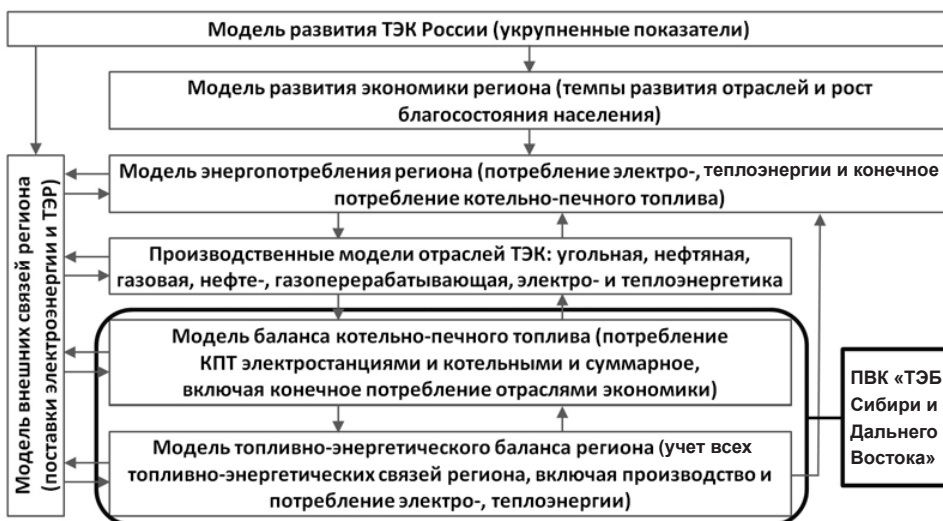 Модель развития ТЭК России (укрупненные показатели)
Модель развития экономики региона (темпы развития отраслей и рост
благосостояния населения)
Модель внешних связей региона
(поставки электроэнергии и ТЭР)
Модель энергопотребления региона (потребление электро-, теплоэнергии и конечное
потребление котельно-печного топлива)
Производственные модели отраслей ТЭК: угольная, нефтяная,
газовая, нефте-, газоперерабатывающая, электро- и теплоэнергетика
Модель баланса котельно-печного топлива (потребление
КПТ электростанциями и котельными и суммарное,
включая конечное потребление отраслями экономики)
Модель топливно-энергетического баланса региона (учет всех
топливно-энергетических связей региона, включая производство и
потребление электро-, теплоэнергии)
ПВК «ТЭБ
Сибири и
Дальнего
Востока»